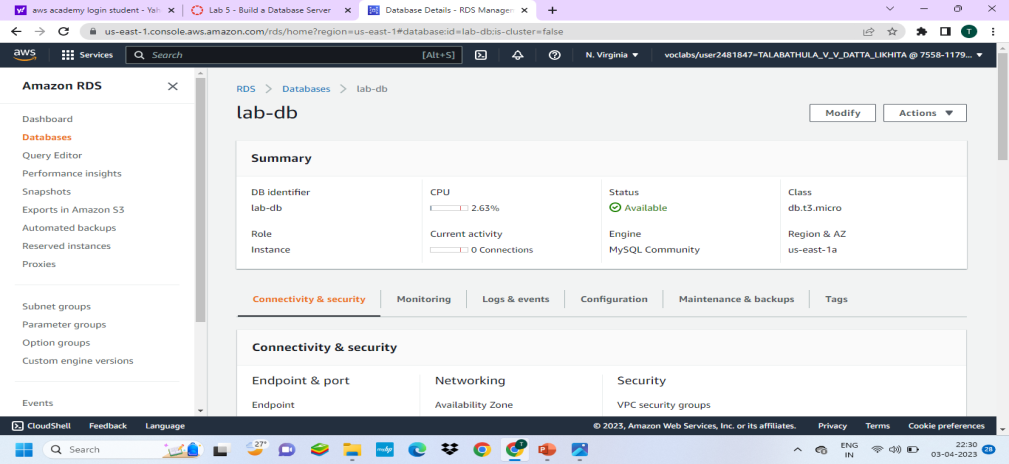 aws academy login student - Yah
Lab 5 - Build a Database Server
Database Details - RDS Managem
us-east-1.console.aws.amazon.com/rds/home?region=us-east-1#database:id=lab-db;is-cluster=false
T
aws
Services
Search
[Alt+S]
N. Virginia
voclabs/user2481847=TALABATHULA_V_V_DATTA_LIKHITA @ 7558-1179...
Amazon RDS
Dashboard
Databases
Query Editor
Performance insights
Snapshots
Exports in Amazon S3
Automated backups
Reserved instances
Proxies
Subnet groups
Parameter groups
Option groups
Custom engine versions
Events
RDS > Databases > lab-db
lab-db
Modify
Actions
Summary
DB identifier
lab-db
CPU
2.63%
Status
Available
Class
db.t3.micro
Role
Instance
Current activity
0 Connections
Engine
MySQL Community
Region & AZ
us-east-1a
Connectivity & security
Monitoring
Logs & events
Configuration
Maintenance & backups
Tags
Connectivity & security
Endpoint & port
Endpoint
Networking
Availability Zone
Security
VPC security groups
CloudShell
Feedback
Language
© 2023, Amazon Web Services, Inc. or its affiliates.
Privacy
Terms
Cookie preferences
Search
27°
ENG
IN
22:30
03-04-2023
28